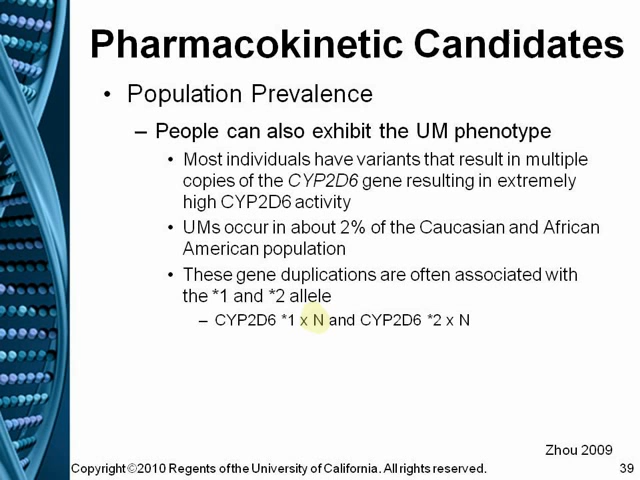 Pharmacokinetic Candidates
• Population Prevalence
– People can also exhibit the UM phenotype
• Most individuals have variants that result in multiple
copies of the CYP2D6 gene resulting in extremely
high CYP2D6 activity
• UMs occur in about 2% of the Caucasian and African
American population
• These gene duplications are often associated with
the *1 and *2 allele
– CYP2D6 *1 x N and CYP2D6 *2 x N
Zhou 2009
Copyright ©2010 Regents of the University of California. All rights reserved. 39